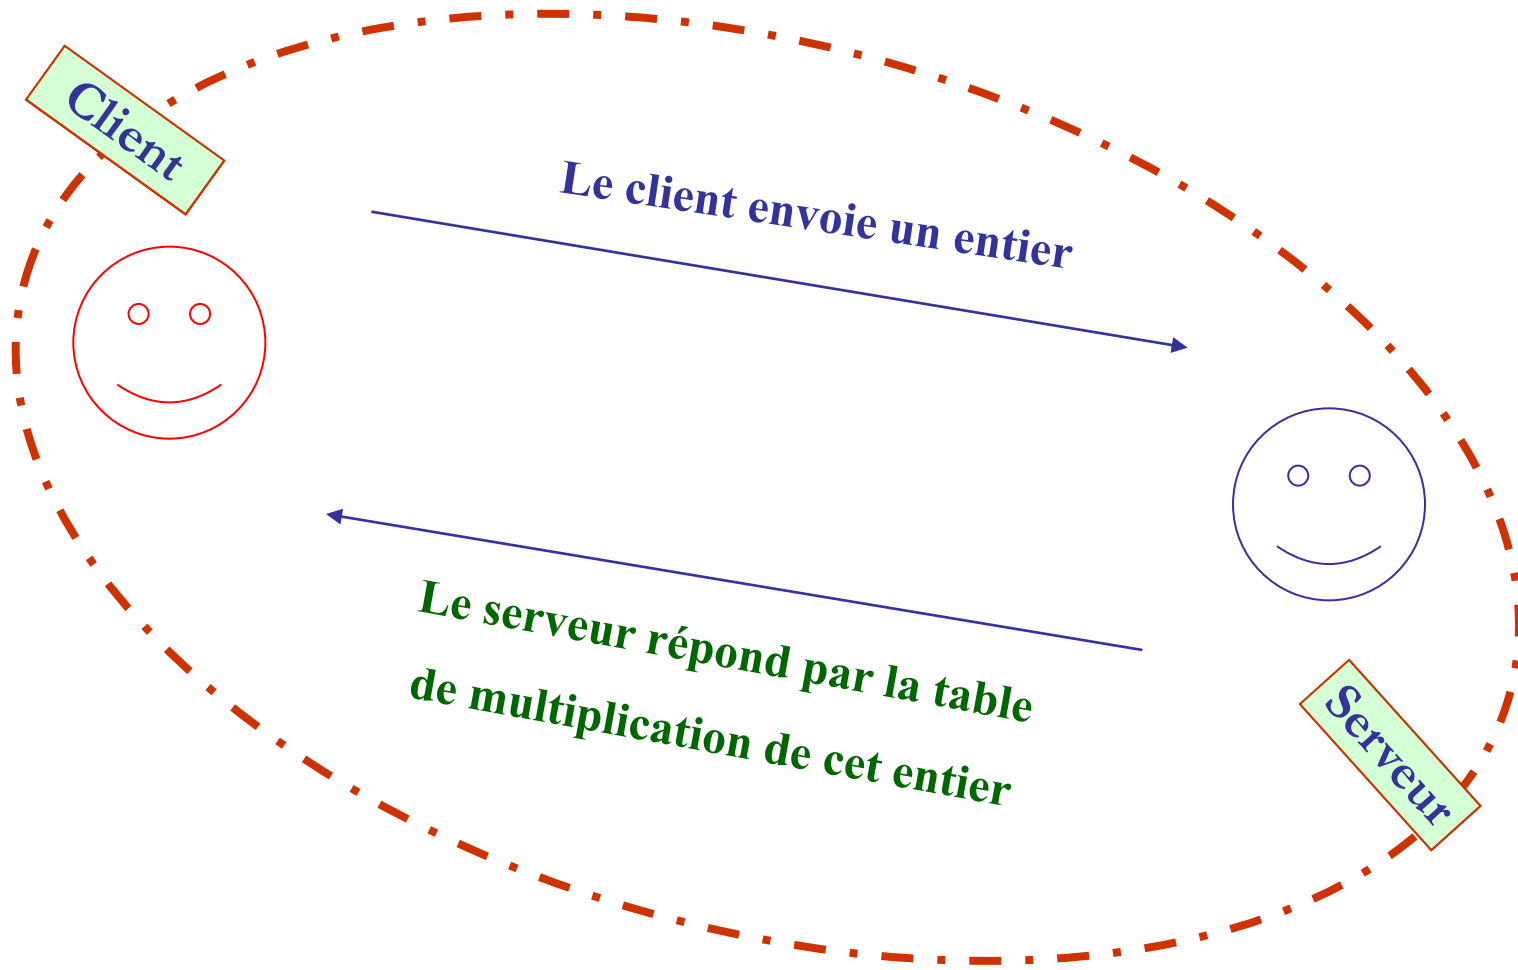 Client
Le client envoie un entier
Le serveur répond par la table
de multiplication de cet entier
Serveur